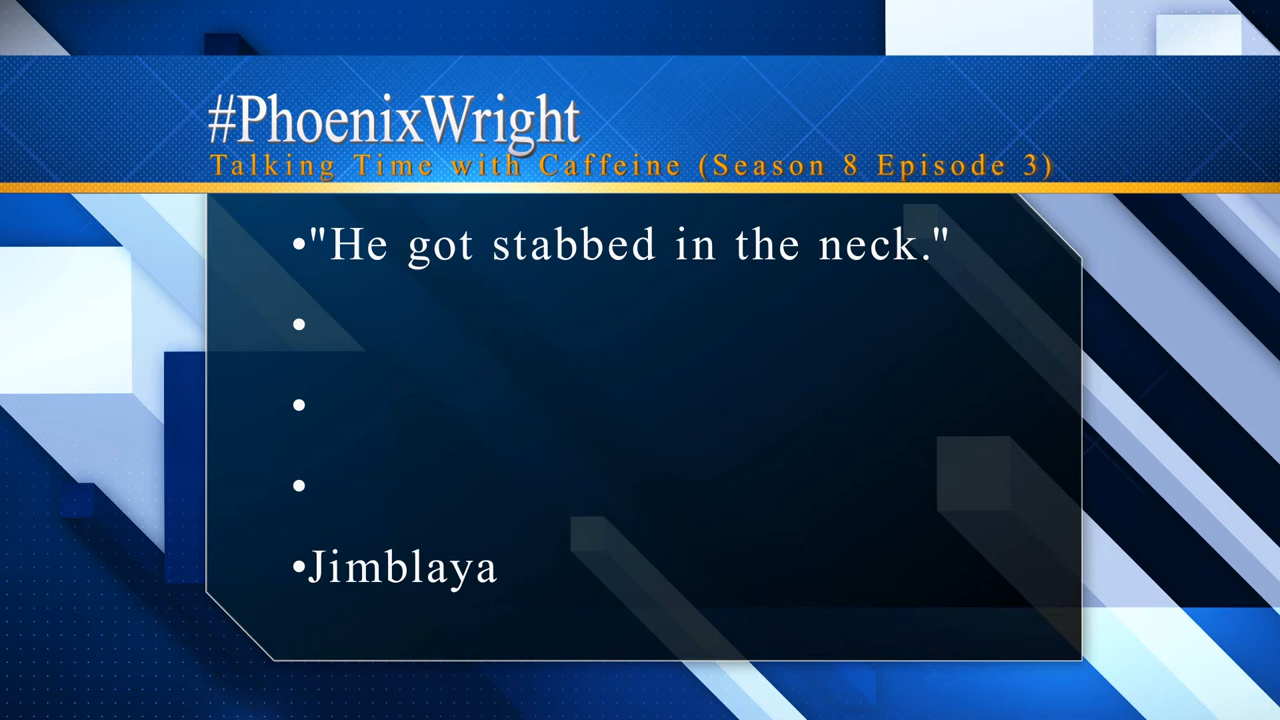 #PhoenixWright
Talking Time with Caffeine (Season 8 Episode 3)
•"He got stabbed in the neck."
•
•
•
•Jimblaya